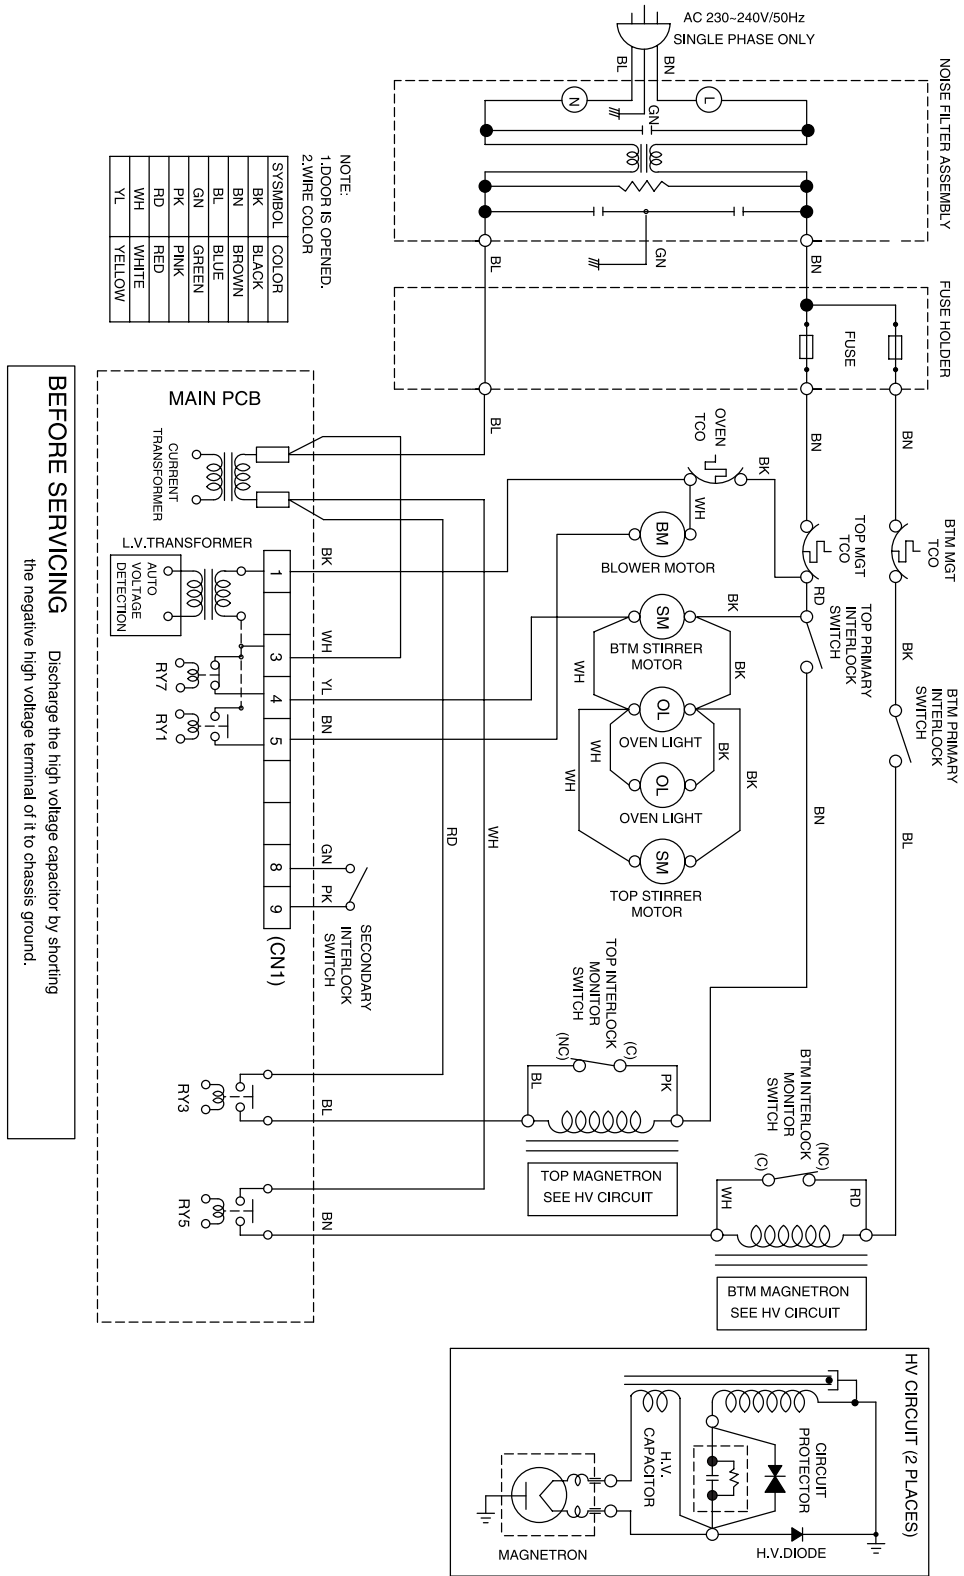 AC 230~240V/50Hz
SINGLE PHASE ONLY
BL
BN
NOISE FILTER ASSEMBLY
N
L
GN
GN
BL
BN
FUSE HOLDER
FUSE
BL
BN
BN
NOTE:
1.DOOR IS OPENED.
2.WIRE COLOR
SYSMBOL COLOR
BK BLACK
BN BROWN
BL BLUE
GN GREEN
PK PINK
RD RED
WH WHITE
YL YELLOW
BEFORE SERVICING Discharge the high voltage capacitor by shorting
the negative high voltage terminal of it to chassis ground.
MAIN PCB
CURRENT
TRANSFORMER
L.V.TRANSFORMER
AUTO
VOLTAGE
DETECTION
RY7
RY1
1
3
4
5
8
9
(CN1)
BK
WH
YL
BN
GN
PK
SECONDARY
INTERLOCK
SWITCH
RD
WH
OVEN
TCO
BK
WH
BM
BLOWER MOTOR
TOP MGT
TCO
BTM MGT
TCO
RD
TOP PRIMARY
INTERLOCK
SWITCH
BK
BTM PRIMARY
INTERLOCK
SWITCH
BK
SM
BTM STIRRER
MOTOR
WH
BK
OL
OVEN LIGHT
WH
BK
OL
OVEN LIGHT
WH
BK
SM
TOP STIRRER
MOTOR
BN
BL
TOP INTERLOCK
MONITOR
SWITCH
(NC)
(C)
BL
PK
TOP MAGNETRON
SEE HV CIRCUIT
RY3
BL
BTM INTERLOCK
MONITOR
SWITCH
(C)
(NC)
WH
RD
BTM MAGNETRON
SEE HV CIRCUIT
RY5
BN
HV CIRCUIT (2 PLACES)
CIRCUIT
PROTECTOR
H.V.
CAPACITOR
MAGNETRON
H.V.DIODE